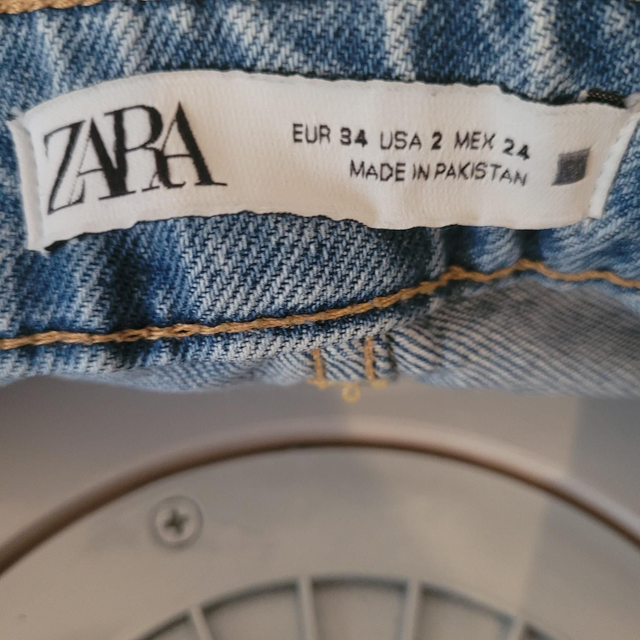 ZARA
EUR 34 USA 2 MEX 24
MADE IN PAKISTAN